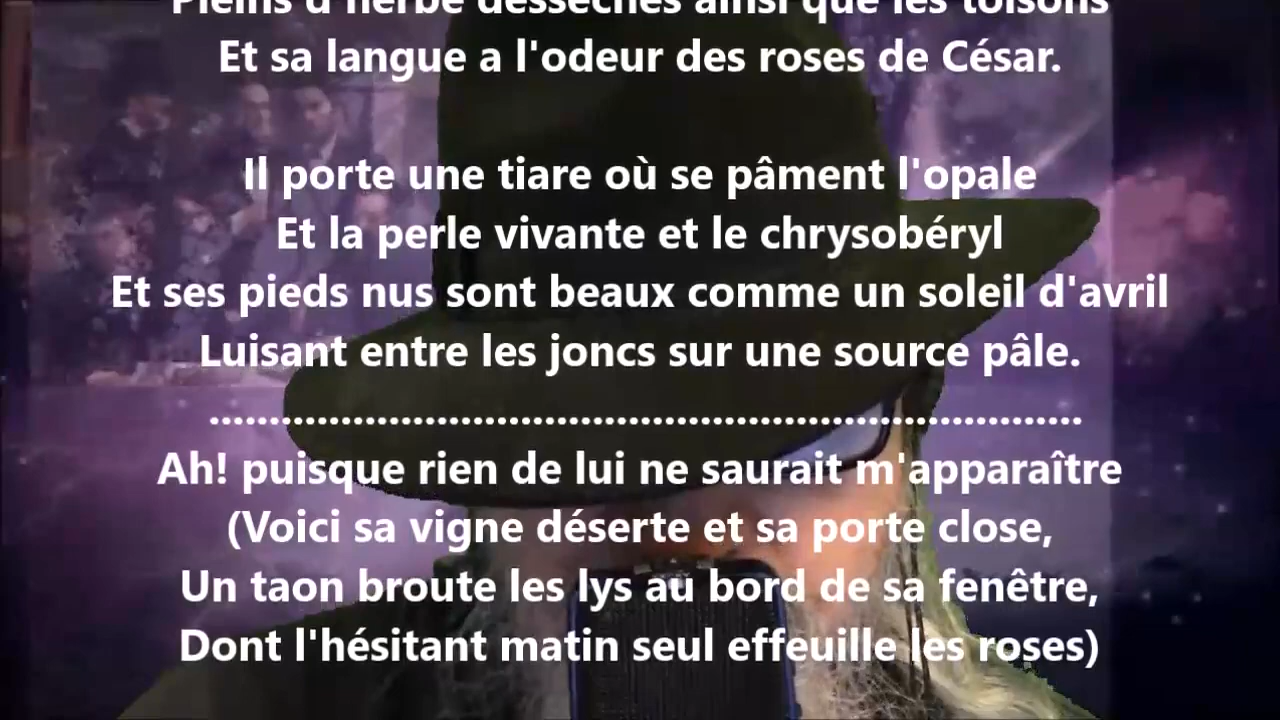 Pleins d'herbe desséchés ainsi que les toisons
Et sa langue a l'odeur des roses de César.
Il porte une tiare où se pâment l'opale
Et la perle vivante et le chrysobéryl
Et ses pieds nus sont beaux comme un soleil d'avril
Luisant entre les joncs sur une source pâle.
.........................................................................
Ah! puisque rien de lui ne saurait m'apparaître
(Voici sa vigne déserte et sa porte close,
Un taon broute les lys au bord de sa fenêtre,
Dont l'hésitant matin seul effeuille les roses)